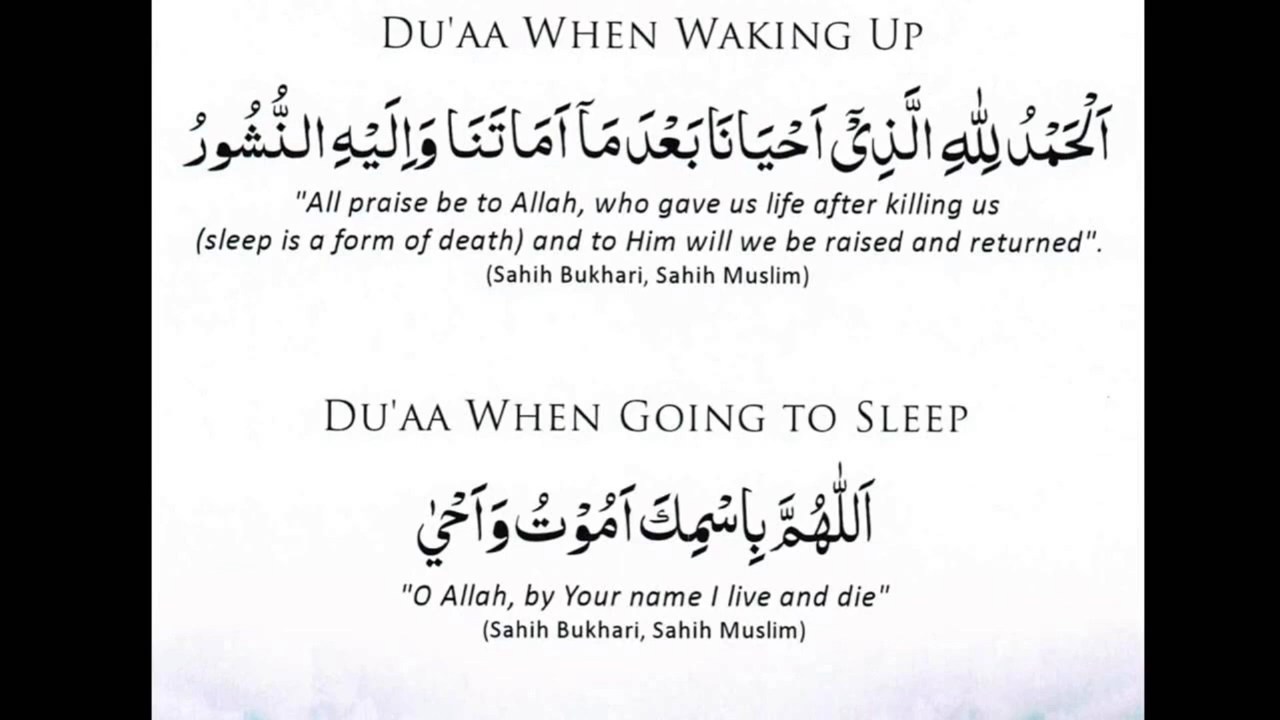 DU'AA WHEN WAKING UP
اَلْحَمْدُ لِلّٰهِ الَّذِیْٓ اَحْیَانَا بَعْدَ مَآ اَمَاتَنَا وَاِلَیْهِ النُّشُورُ
"All praise be to Allah, who gave us life after killing us
(sleep is a form of death) and to Him will we be raised and returned".
(Sahih Bukhari, Sahih Muslim)
DU'AA WHEN GOING TO SLEEP
اَللّٰهُمَّ بِاسْمِكَ اَمُوْتُ وَاَحْيٰ
"O Allah, by Your name I live and die"
(Sahih Bukhari, Sahih Muslim)